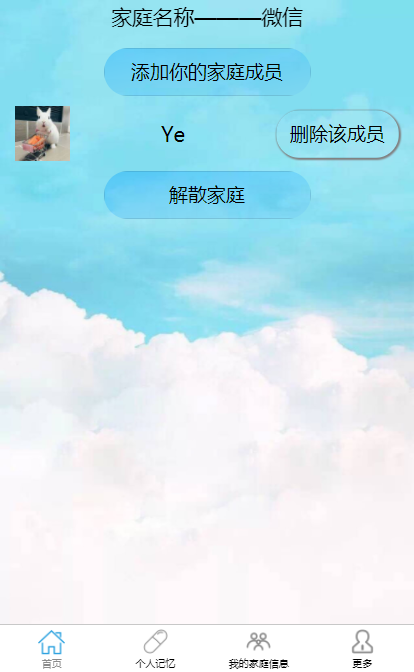 家庭名称————微信
添加你的家庭成员
Ye
删除该成员
解散家庭
首页
个人记忆
我的家庭信息
更多